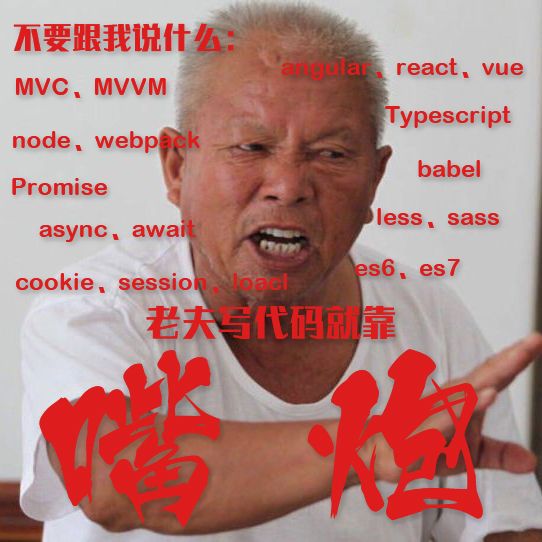 不要跟我说什么：
angular、react、vue
MVC、MVVM
Typescript
node、webpack
babel
Promise
less、sass
async、await
es6、es7
cookie、session、loacl
老夫写代码就靠
嘴炮